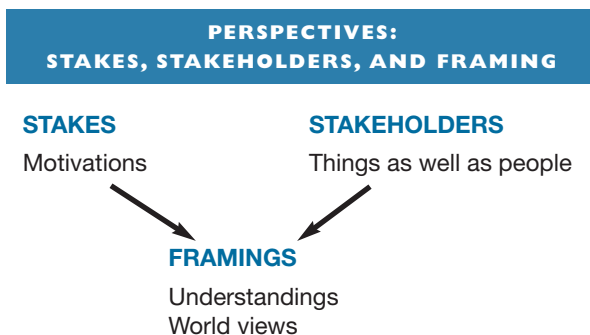 PERSPECTIVES:
STAKES, STAKEHOLDERS, AND FRAMING
STAKES
Motivations
STAKEHOLDERS
Things as well as people
FRAMINGS
Understandings
World views